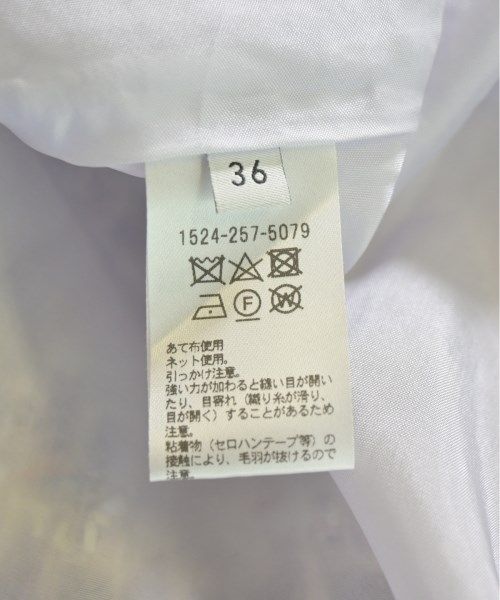 36
1524-257-5079
F
W
あて布使用
ネット使用。
引っかけ注意。
強い力が加わると縫い目が開い
たり、目寄れ（織り糸が滑り、
目が開く）することがあるため
注意。
粘着物（セロハンテープ等）の
接触により、毛羽が抜けるので
注意。